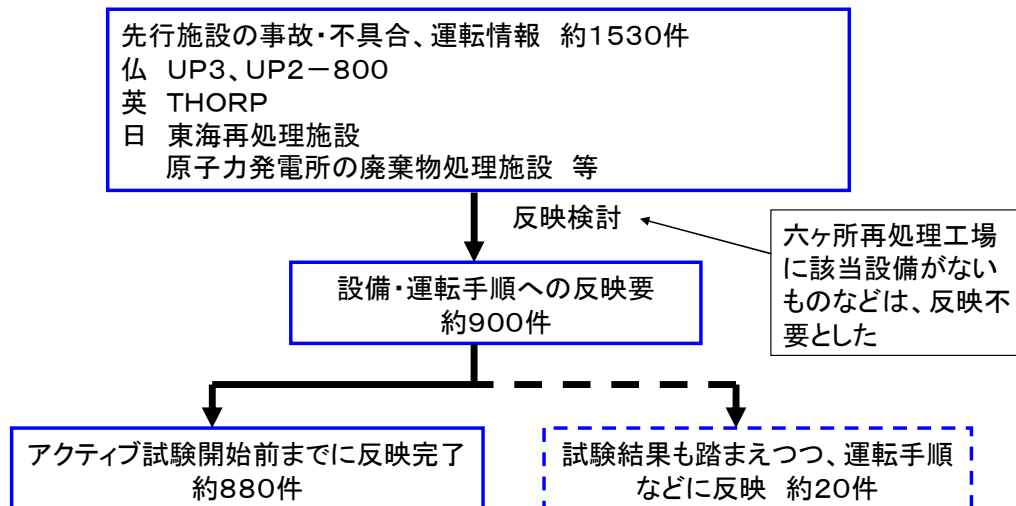 先行施設の事故・不具合、運転情報 約1530件
仏 UP3、UP2－800
英 THORP
日 東海再処理施設
原子力発電所の廃棄物処理施設 等
反映検討
六ヶ所再処理工場
に該当設備がない
ものなどは、反映不
要とした
設備・運転手順への反映要
約900件
アクティブ試験開始前までに反映完了
約880件
試験結果も踏まえつつ、運転手順
などに反映 約20件